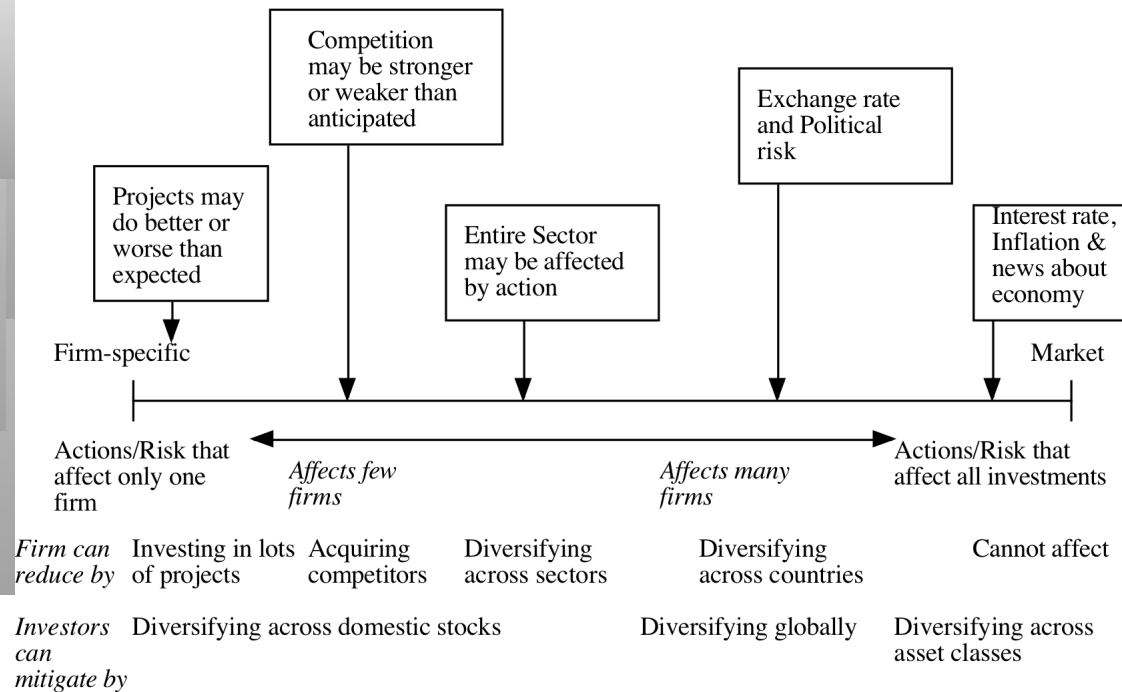 Competition
may be stronger
or weaker than
anticipated
Exchange rate
and Political
risk
Projects may
do better or
worse than
expected
Entire Sector
may be affected
by action
Interest rate,
Inflation &
news about
economy
Firm-specific
Market
Actions/Risk that
affect only one
firm
Affects few
firms
Affects many
firms
Actions/Risk that
affect all investments
Firm can
reduce by
Investing in lots
of projects
Acquiring
competitors
Diversifying
across sectors
Diversifying
across countries
Cannot affect
Investors
can
mitigate by
Diversifying across domestic stocks
Diversifying globally
Diversifying across
asset classes